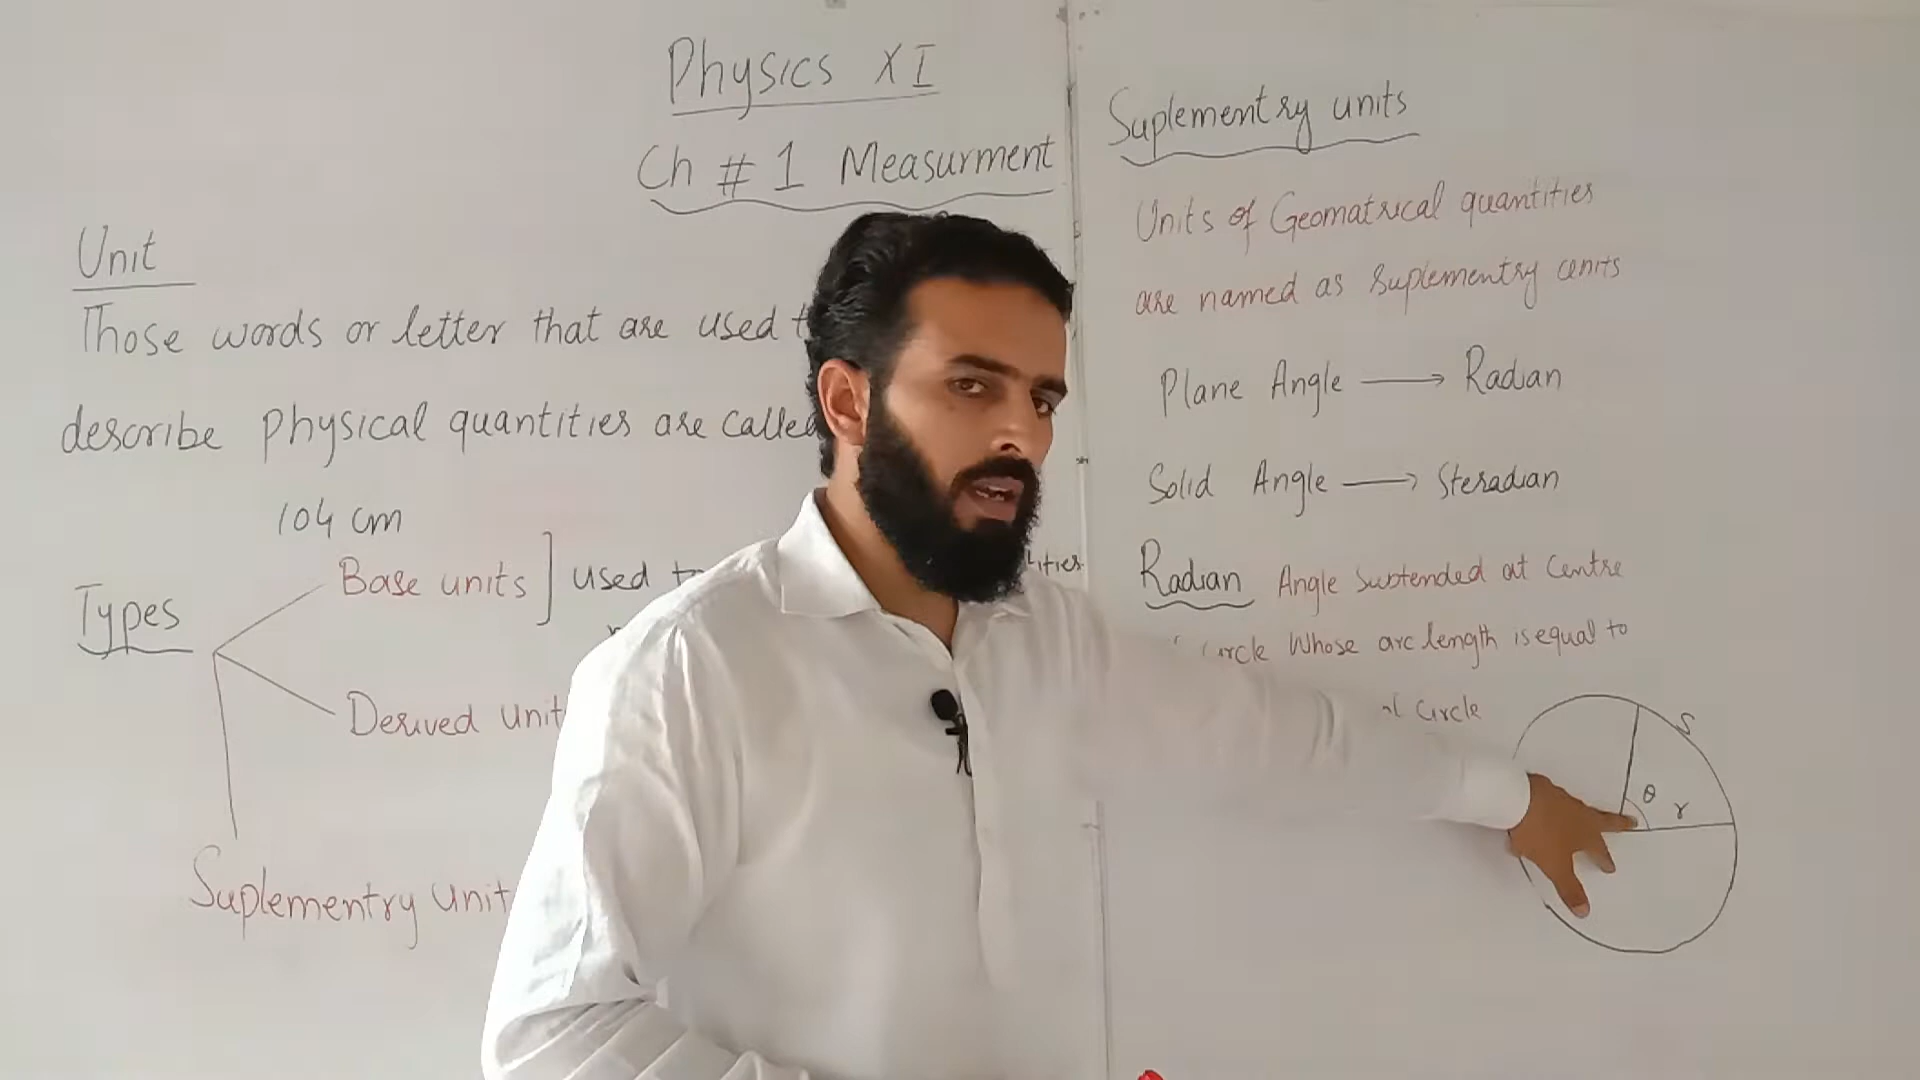 Physics XI
Ch # 1 Measurment
Unit
Those words or letter that are used
describe Physical quantities are called
104 cm
Types
Base units ] used
Derived Unit
Suplementry Unit
Suplementry units
Units of Geomatrical quantities
are named as Suplementry units
Plane Angle → Radian
Solid Angle → Steradian
Radian Angle Subtended at Centre
Circle Whose arc length is equal to
Circle
S
θ
r